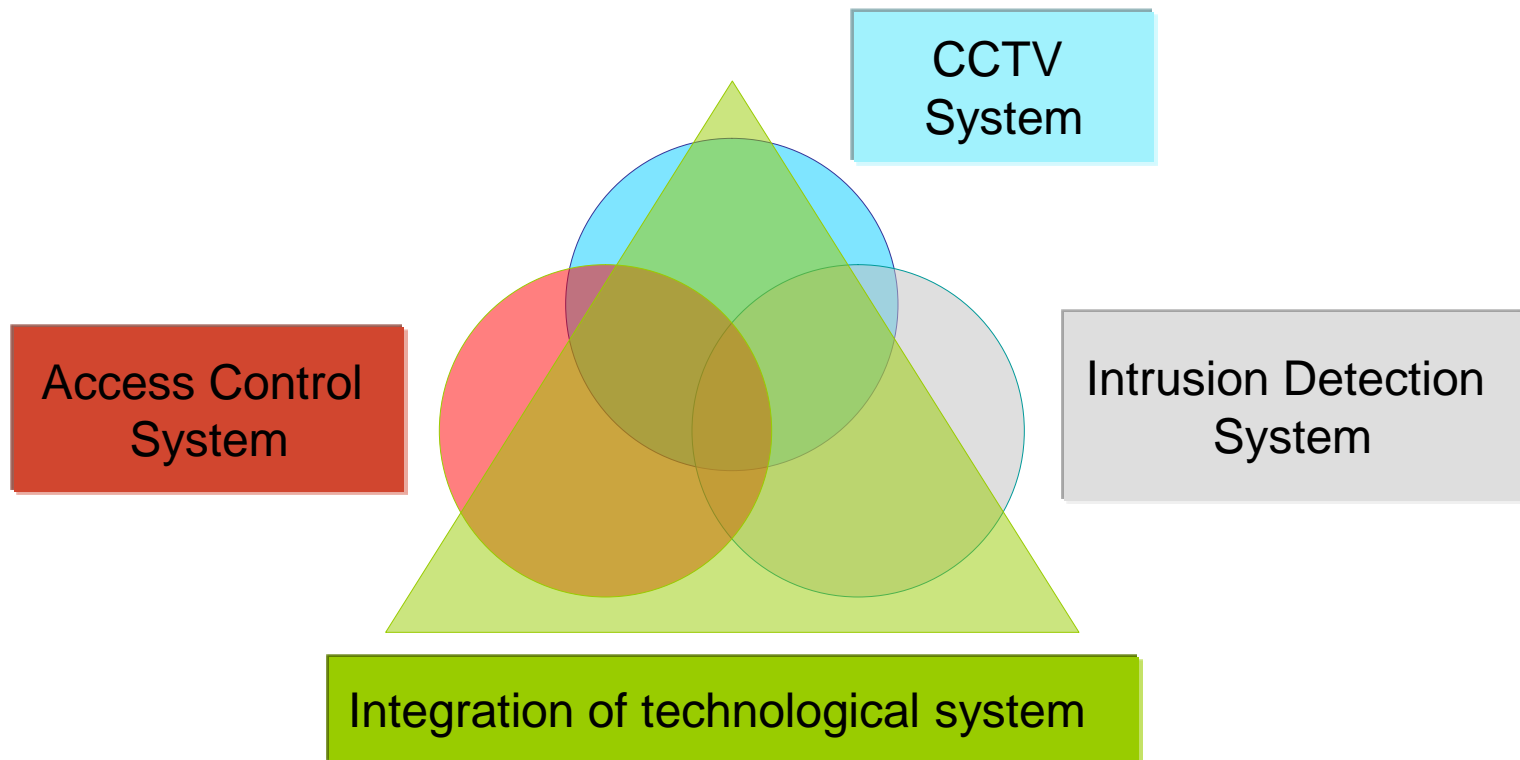 CCTV
System
Access Control
System
Intrusion Detection
System
Integration of technological system